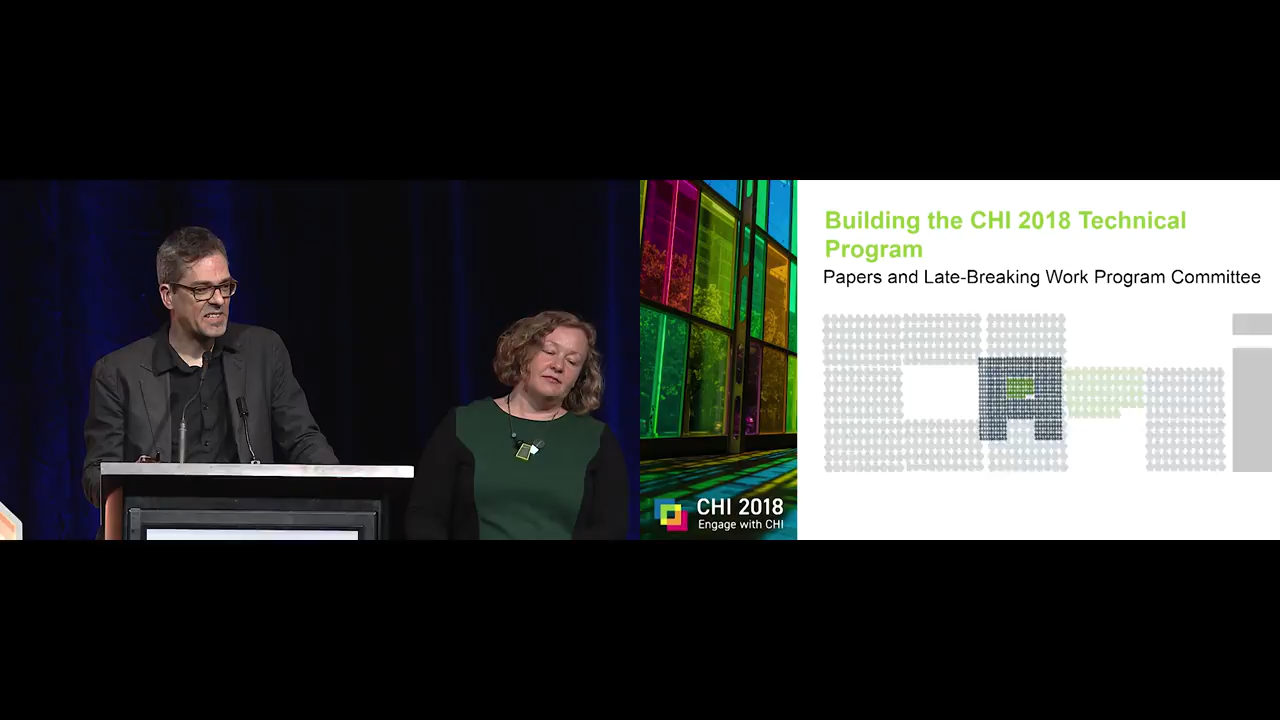 Building the CHI 2018 Technical
Program
Papers and Late-Breaking Work Program Committee
CHI 2018
Engage with CHI